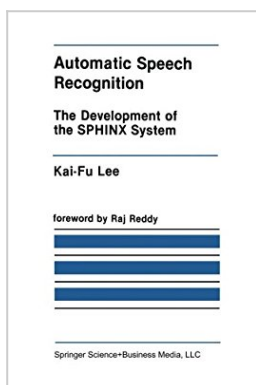 Automatic Speech
Recognition
The Development of
the SPHINX System
Kai-Fu Lee
foreword by Raj Reddy
Springer Science+Business Media, LLC